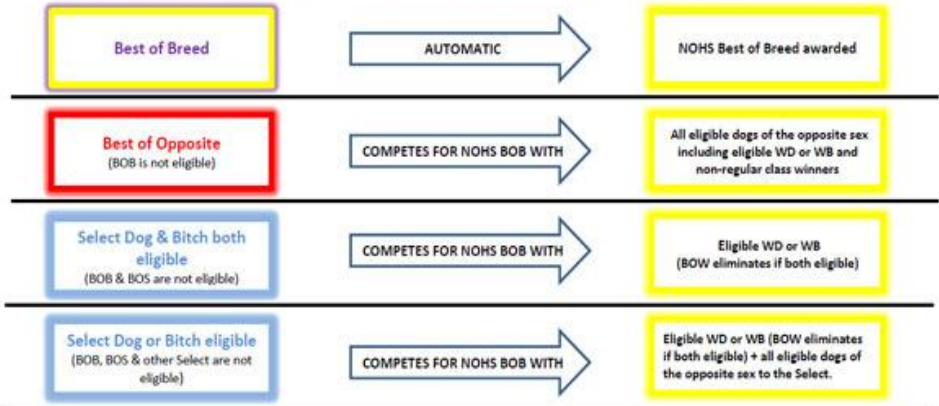 Best of Breed
AUTOMATIC
NOHS Best of Breed awarded
Best of Opposite
(BOB is not eligible)
COMPETES FOR NOHS BOB WITH
All eligible dogs of the opposite sex
including eligible WD or WB and
non-regular class winners
Select Dog & Bitch both
eligible
(BOB & BOS are not eligible)
COMPETES FOR NOHS BOB WITH
Eligible WD or WB
(BOW eliminates if both eligible)
Select Dog or Bitch eligible
(BOB, BOS & other Select are not
eligible)
COMPETES FOR NOHS BOB WITH
Eligible WD or WB (BOW eliminates
if both eligible) + all eligible dogs of
the opposite sex to the Select.